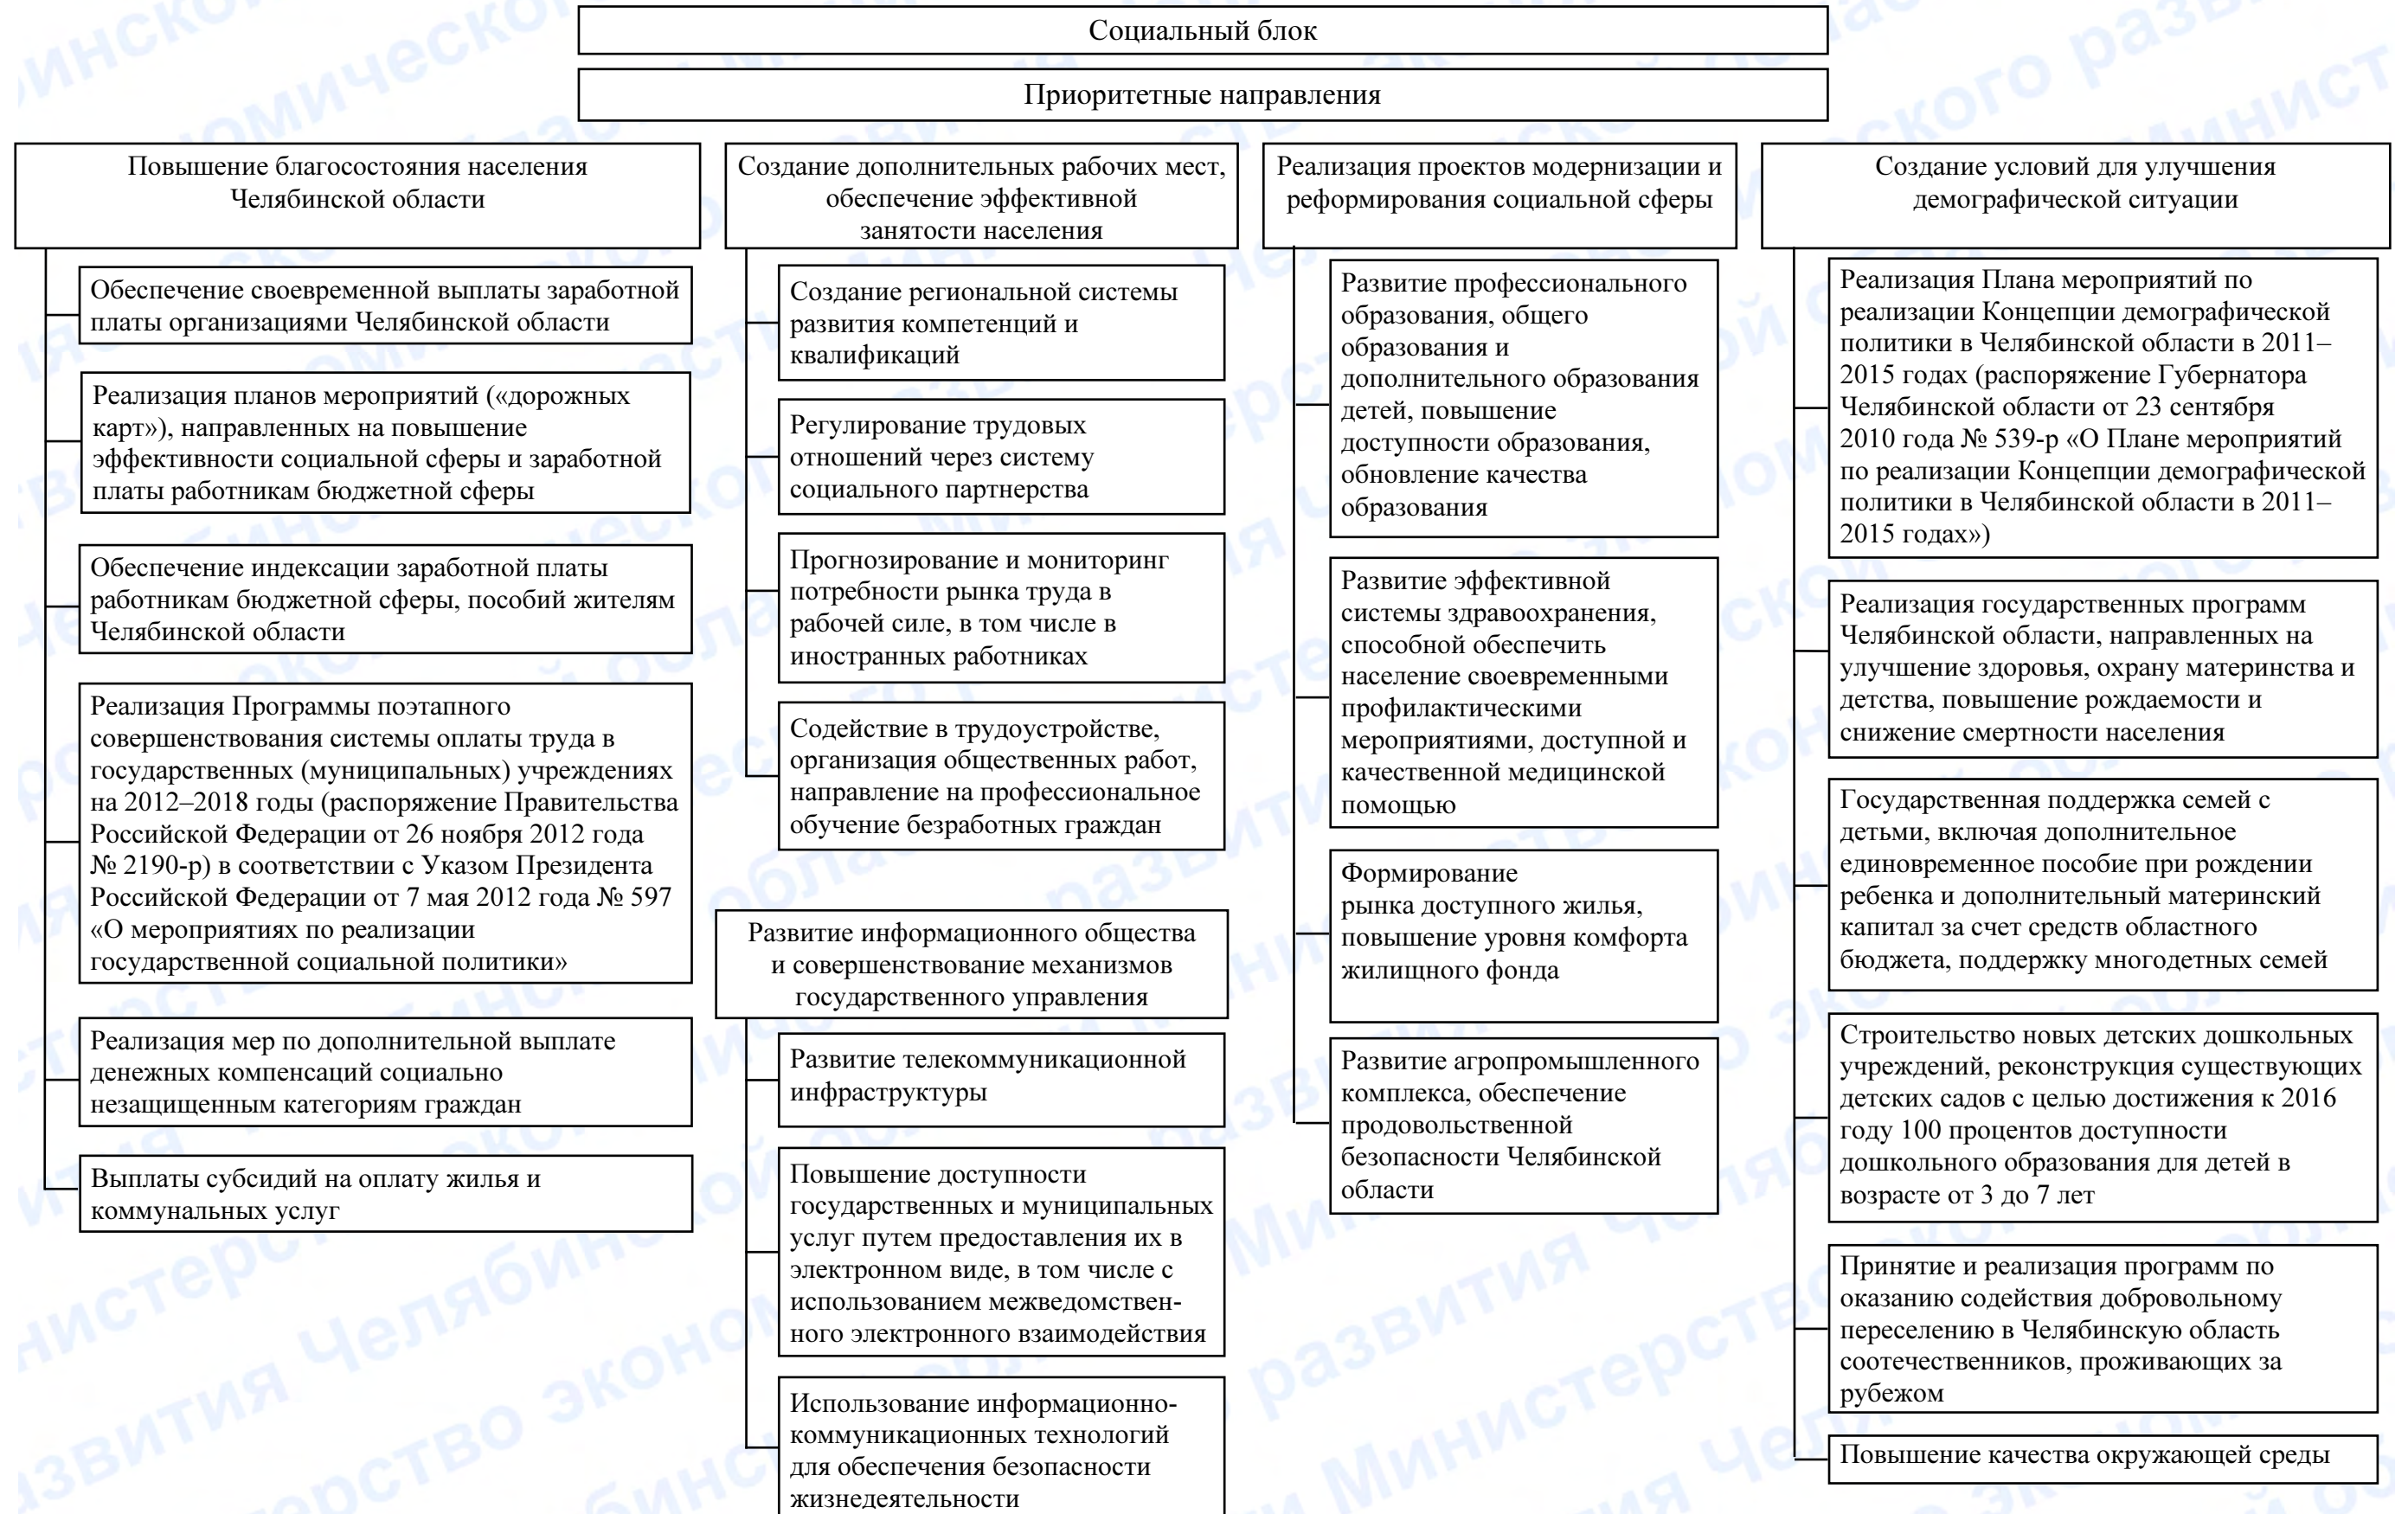 Социальный блок
Приоритетные направления
Повышение благосостояния населения
Челябинской области
Обеспечение своевременной выплаты заработной
платы организациями Челябинской области
Реализация планов мероприятий («дорожных
карт»), направленных на повышение
эффективности социальной сферы и заработной
платы работникам бюджетной сферы
Обеспечение индексации заработной платы
работникам бюджетной сферы, пособий жителям
Челябинской области
Реализация Программы поэтапного
совершенствования системы оплаты труда в
государственных (муниципальных) учреждениях
на 2012–2018 годы (распоряжение Правительства
Российской Федерации от 26 ноября 2012 года
№ 2190-р) в соответствии с Указом Президента
Российской Федерации от 7 мая 2012 года № 597
«О мероприятиях по реализации
государственной социальной политики»
Реализация мер по дополнительной выплате
денежных компенсаций социально
незащищенным категориям граждан
Выплаты субсидий на оплату жилья и
коммунальных услуг
Создание дополнительных рабочих мест,
обеспечение эффективной
занятости населения
Создание региональной системы
развития компетенций и
квалификаций
Регулирование трудовых
отношений через систему
социального партнерства
Прогнозирование и мониторинг
потребности рынка труда в
рабочей силе, в том числе в
иностранных работниках
Содействие в трудоустройстве,
организация общественных работ,
направление на профессиональное
обучение безработных граждан
Развитие информационного общества
и совершенствование механизмов
государственного управления
Развитие телекоммуникационной
инфраструктуры
Повышение доступности
государственных и муниципальных
услуг путем предоставления их в
электронном виде, в том числе с
использованием межведомствен-
ного электронного взаимодействия
Использование информационно-
коммуникационных технологий
для обеспечения безопасности
жизнедеятельности
Реализация проектов модернизации и
реформирования социальной сферы
Развитие профессионального
образования, общего
образования и
дополнительного образования
детей, повышение
доступности образования,
обновление качества
образования
Развитие эффективной
системы здравоохранения,
способной обеспечить
население своевременными
профилактическими
мероприятиями, доступной и
качественной медицинской
помощью
Формирование
рынка доступного жилья,
повышение уровня комфорта
жилищного фонда
Развитие агропромышленного
комплекса, обеспечение
продовольственной
безопасности Челябинской
области
Создание условий для улучшения
демографической ситуации
Реализация Плана мероприятий по
реализации Концепции демографической
политики в Челябинской области в 2011–
2015 годах (распоряжение Губернатора
Челябинской области от 23 сентября
2010 года № 539-р «О Плане мероприятий
по реализации Концепции демографической
политики в Челябинской области в 2011–
2015 годах»)
Реализация государственных программ
Челябинской области, направленных на
улучшение здоровья, охрану материнства и
детства, повышение рождаемости и
снижение смертности населения
Государственная поддержка семей с
детьми, включая дополнительное
единовременное пособие при рождении
ребенка и дополнительный материнский
капитал за счет средств областного
бюджета, поддержку многодетных семей
Строительство новых детских дошкольных
учреждений, реконструкция существующих
детских садов с целью достижения к 2016
году 100 процентов доступности
дошкольного образования для детей в
возрасте от 3 до 7 лет
Принятие и реализация программ по
оказанию содействия добровольному
переселению в Челябинскую область
соотечественников, проживающих за
рубежом
Повышение качества окружающей среды